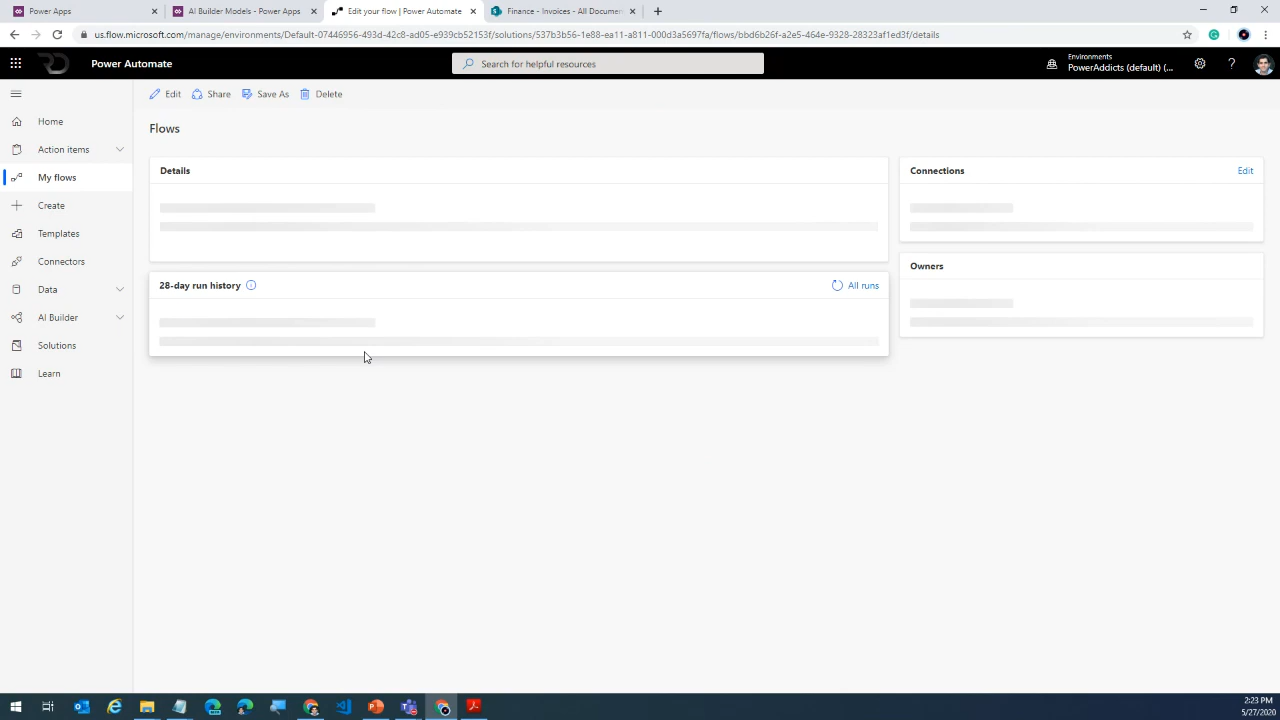 Power Apps
AI Builder Models - Power Apps
Edit your flow | Power Automate
Finance - Invoices - All Documen
us.flow.microsoft.com/manage/environments/Default-07446956-493d-42c8-ad05-e939cb52153f/solutions/537b3b56-1e88-ea11-a811-000d3a5697fa/flows/bbd6b26f-a2e5-464e-9328-28323af1ed3f/details
Power Automate
Search for helpful resources
Environments
PowerAddicts (default) (...
Edit
Share
Save As
Delete
Home
Action items
My flows
Create
Templates
Connectors
Data
AI Builder
Solutions
Learn
Flows
Details
28-day run history
All runs
Connections
Edit
Owners
2:23 PM
5/27/2020